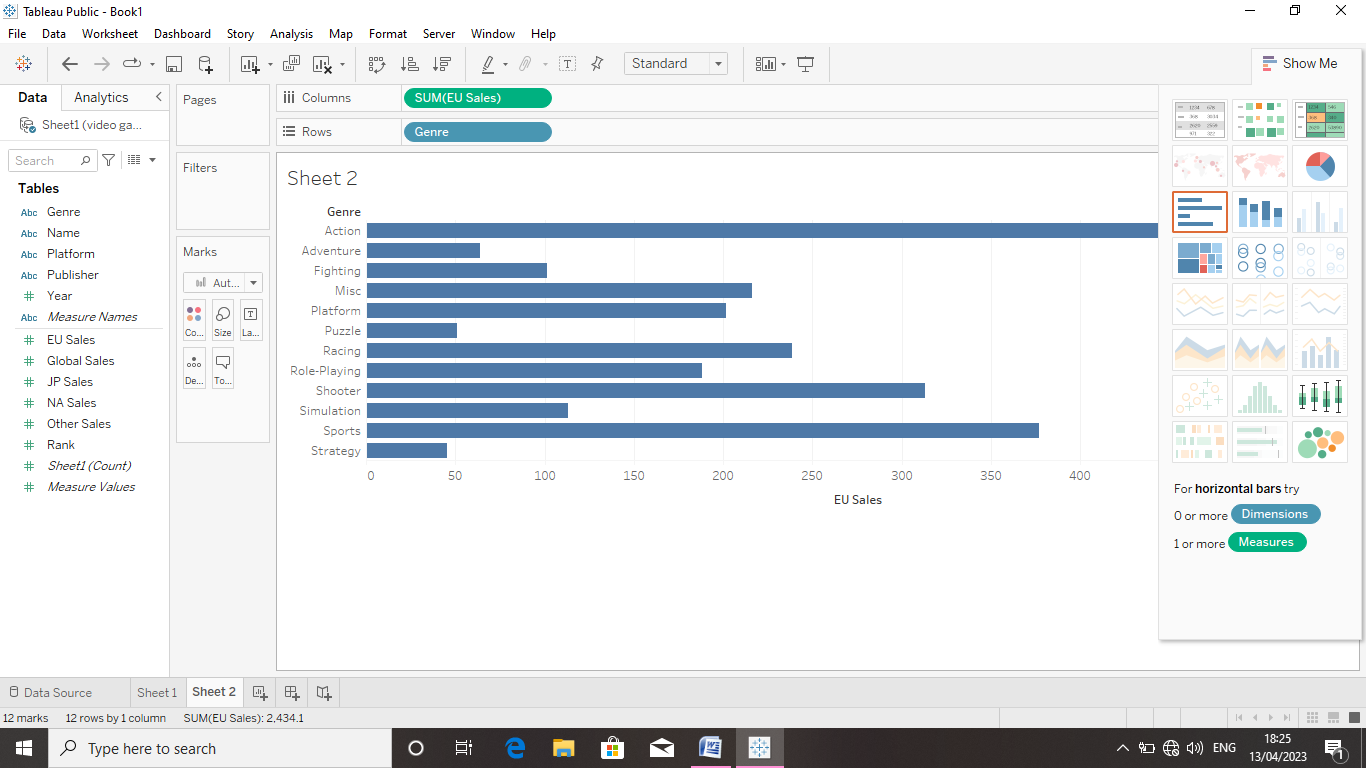 Tableau Public - Book1
File Data Worksheet Dashboard Story Analysis Map Format Server Window Help
Standard
Show Me
Data Analytics
Pages
Columns SUM(EU Sales)
Sheet1 (video ga...
Rows Genre
Search
Filters
Tables
Abc Genre
Abc Name
Abc Platform
Abc Publisher
# Year
Abc Measure Names
# EU Sales
# Global Sales
# JP Sales
# NA Sales
# Other Sales
# Rank
# Sheet1 (Count)
# Measure Values
Marks
Aut...
Co... Size La...
De... To...
Sheet 2
Genre
Action
Adventure
Fighting
Misc
Platform
Puzzle
Racing
Role-Playing
Shooter
Simulation
Sports
Strategy
0 50 100 150 200 250 300 350 400
EU Sales
For horizontal bars try
0 or more Dimensions
1 or more Measures
Data Source Sheet 1 Sheet 2
12 marks 12 rows by 1 column SUM(EU Sales): 2,434.1
Type here to search
ENG
18:25
13/04/2023
1